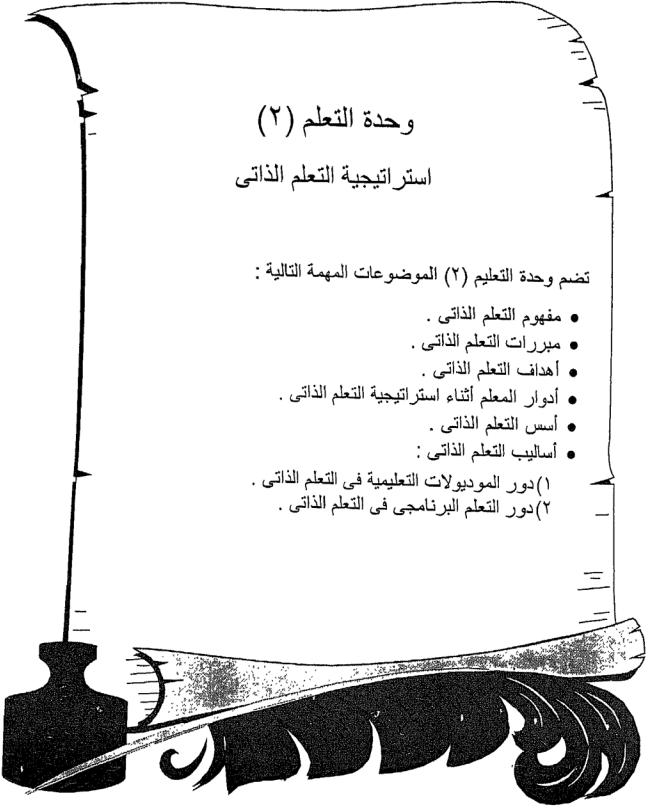 وحدة التعلم (٢)
استراتيجية التعلم الذاتى
تضم وحدة التعليم (٢) الموضوعات المهمة التالية :
• مفهوم التعلم الذاتى .
• مبررات التعلم الذاتى .
• أهداف التعلم الذاتى .
• أدوار المعلم أثناء استراتيجية التعلم الذاتى .
• أسس التعلم الذاتى .
• أساليب التعلم الذاتى :
١)دور الموديولات التعليمية فى التعلم الذاتى .
٢)دور التعلم البرنامجى فى التعلم الذاتى .